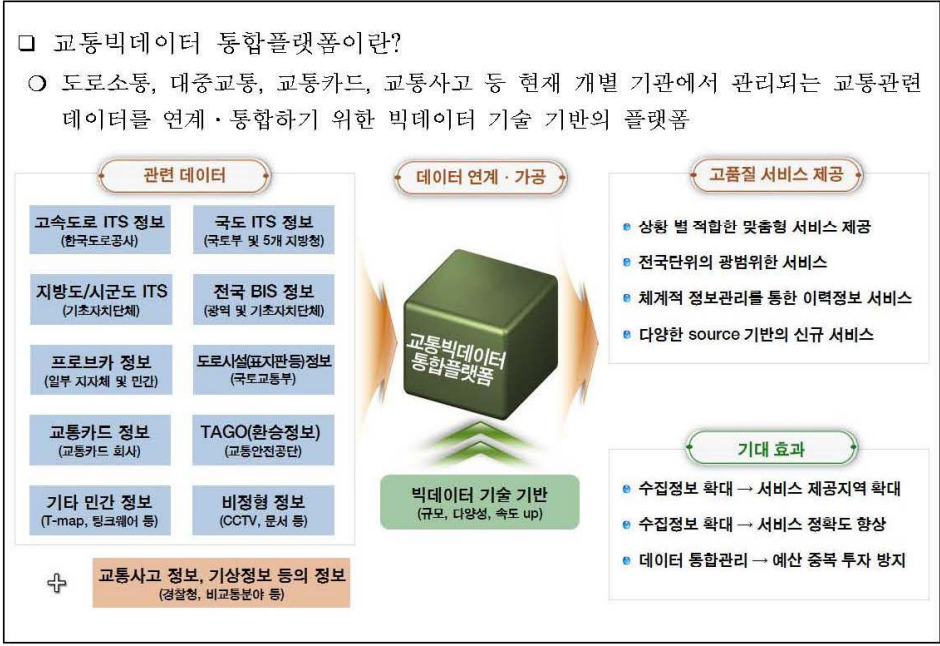 ❑ 교통빅데이터 통합플랫폼이란?
❍ 도로소통, 대중교통, 교통카드, 교통사고 등 현재 개별 기관에서 관리되는 교통관련
데이터를 연계·통합하기 위한 빅데이터 기술 기반의 플랫폼
관련 데이터
고속도로 ITS 정보
(한국도로공사)
국도 ITS 정보
(국토부 및 5개 지방청)
지방도/시군도 ITS
(기초자치단체)
전국 BIS 정보
(광역 및 기초자치단체)
프로브카 정보
(일부 지자체 및 민간)
도로시설(표지판등)정보
(국토교통부)
교통카드 정보
(교통카드 회사)
TAGO(환승정보)
(교통안전공단)
기타 민간 정보
(T-map, 팅크웨어 등)
비정형 정보
(CCTV, 문서 등)
교통사고 정보, 기상정보 등의 정보
(경찰청, 비교통분야 등)
데이터 연계·가공
교통빅데이터
통합플랫폼
빅데이터 기술 기반
(규모, 다양성, 속도 up)
고품질 서비스 제공
상황 별 적합한 맞춤형 서비스 제공
전국단위의 광범위한 서비스
체계적 정보관리를 통한 이력정보 서비스
다양한 source 기반의 신규 서비스
기대 효과
수집정보 확대 → 서비스 제공지역 확대
수집정보 확대 → 서비스 정확도 향상
데이터 통합관리 → 예산 중복 투자 방지